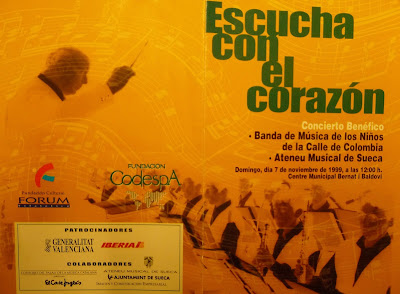 Escucha
con
el
corazón
Concierto Benéfico
• Banda de Música de los Niños
de la Calle de Colombia
• Ateneu Musical de Sueca
Domingo, día 7 de noviembre de 1999, a las 12:00 h.
Centre Municipal Bernat i Baldoví
Fundación Cultural
FORUM
FUNDACIÓN
CODESPA
PATROCINADORES
GENERALITAT
VALENCIANA
IBERIA
COLABORADORES
ATENEU MUSICAL DE SUECA
AJUNTAMENT DE SUECA
El Corte Inglés